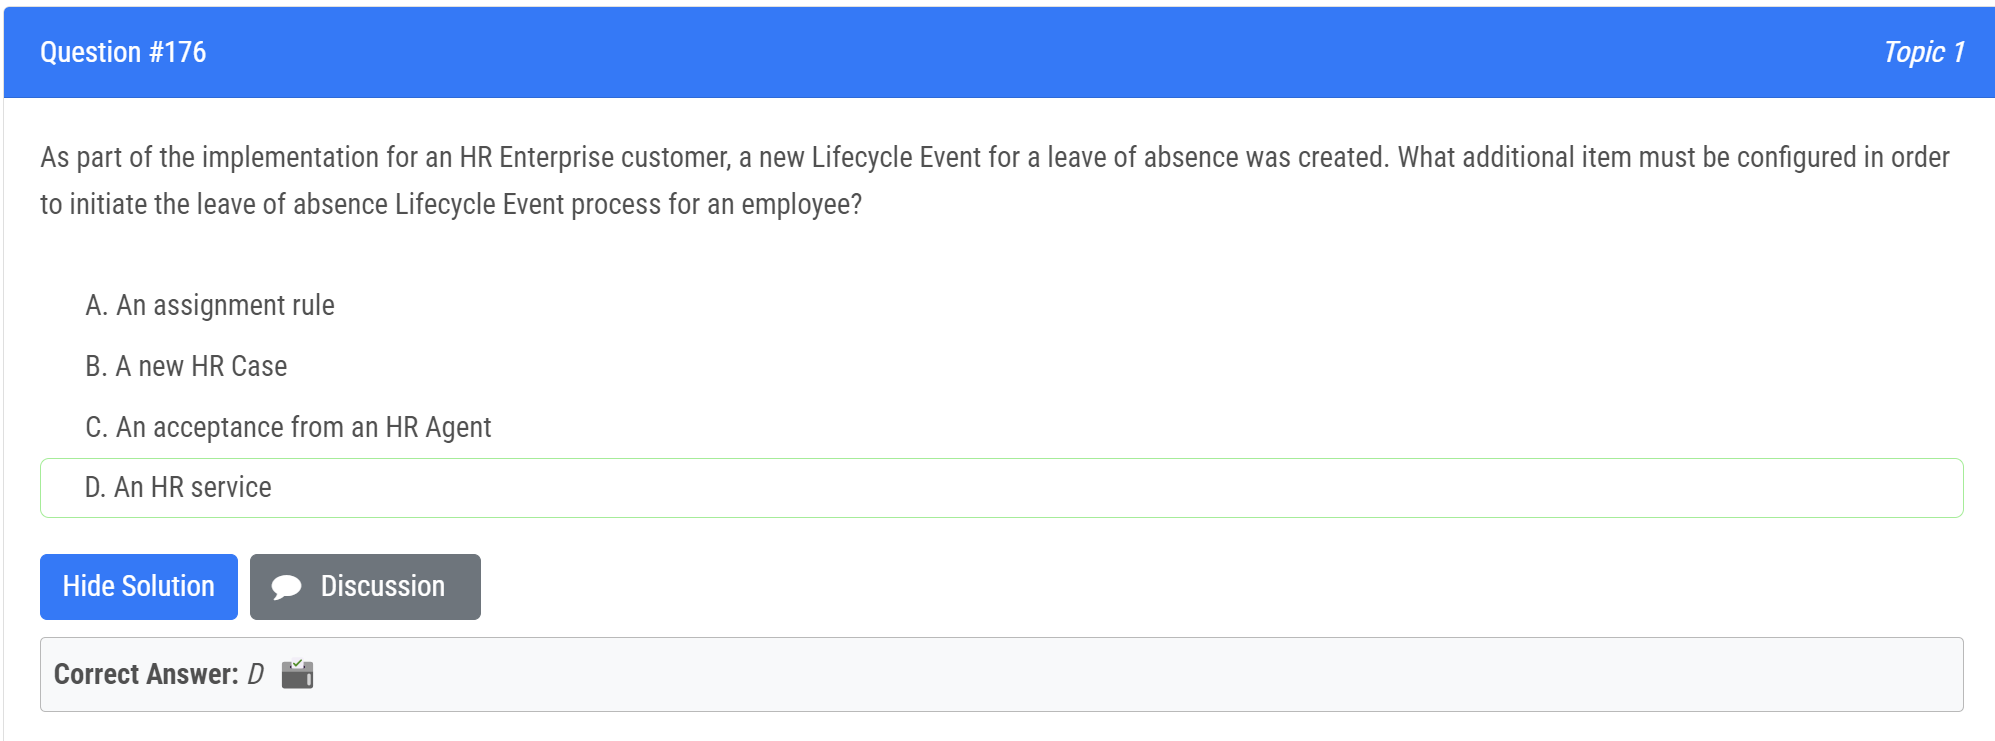 Question #176
Topic 1
As part of the implementation for an HR Enterprise customer, a new Lifecycle Event for a leave of absence was created. What additional item must be configured in order
to initiate the leave of absence Lifecycle Event process for an employee?
A. An assignment rule
B. A new HR Case
C. An acceptance from an HR Agent
D. An HR service
Hide Solution
Discussion
Correct Answer: D